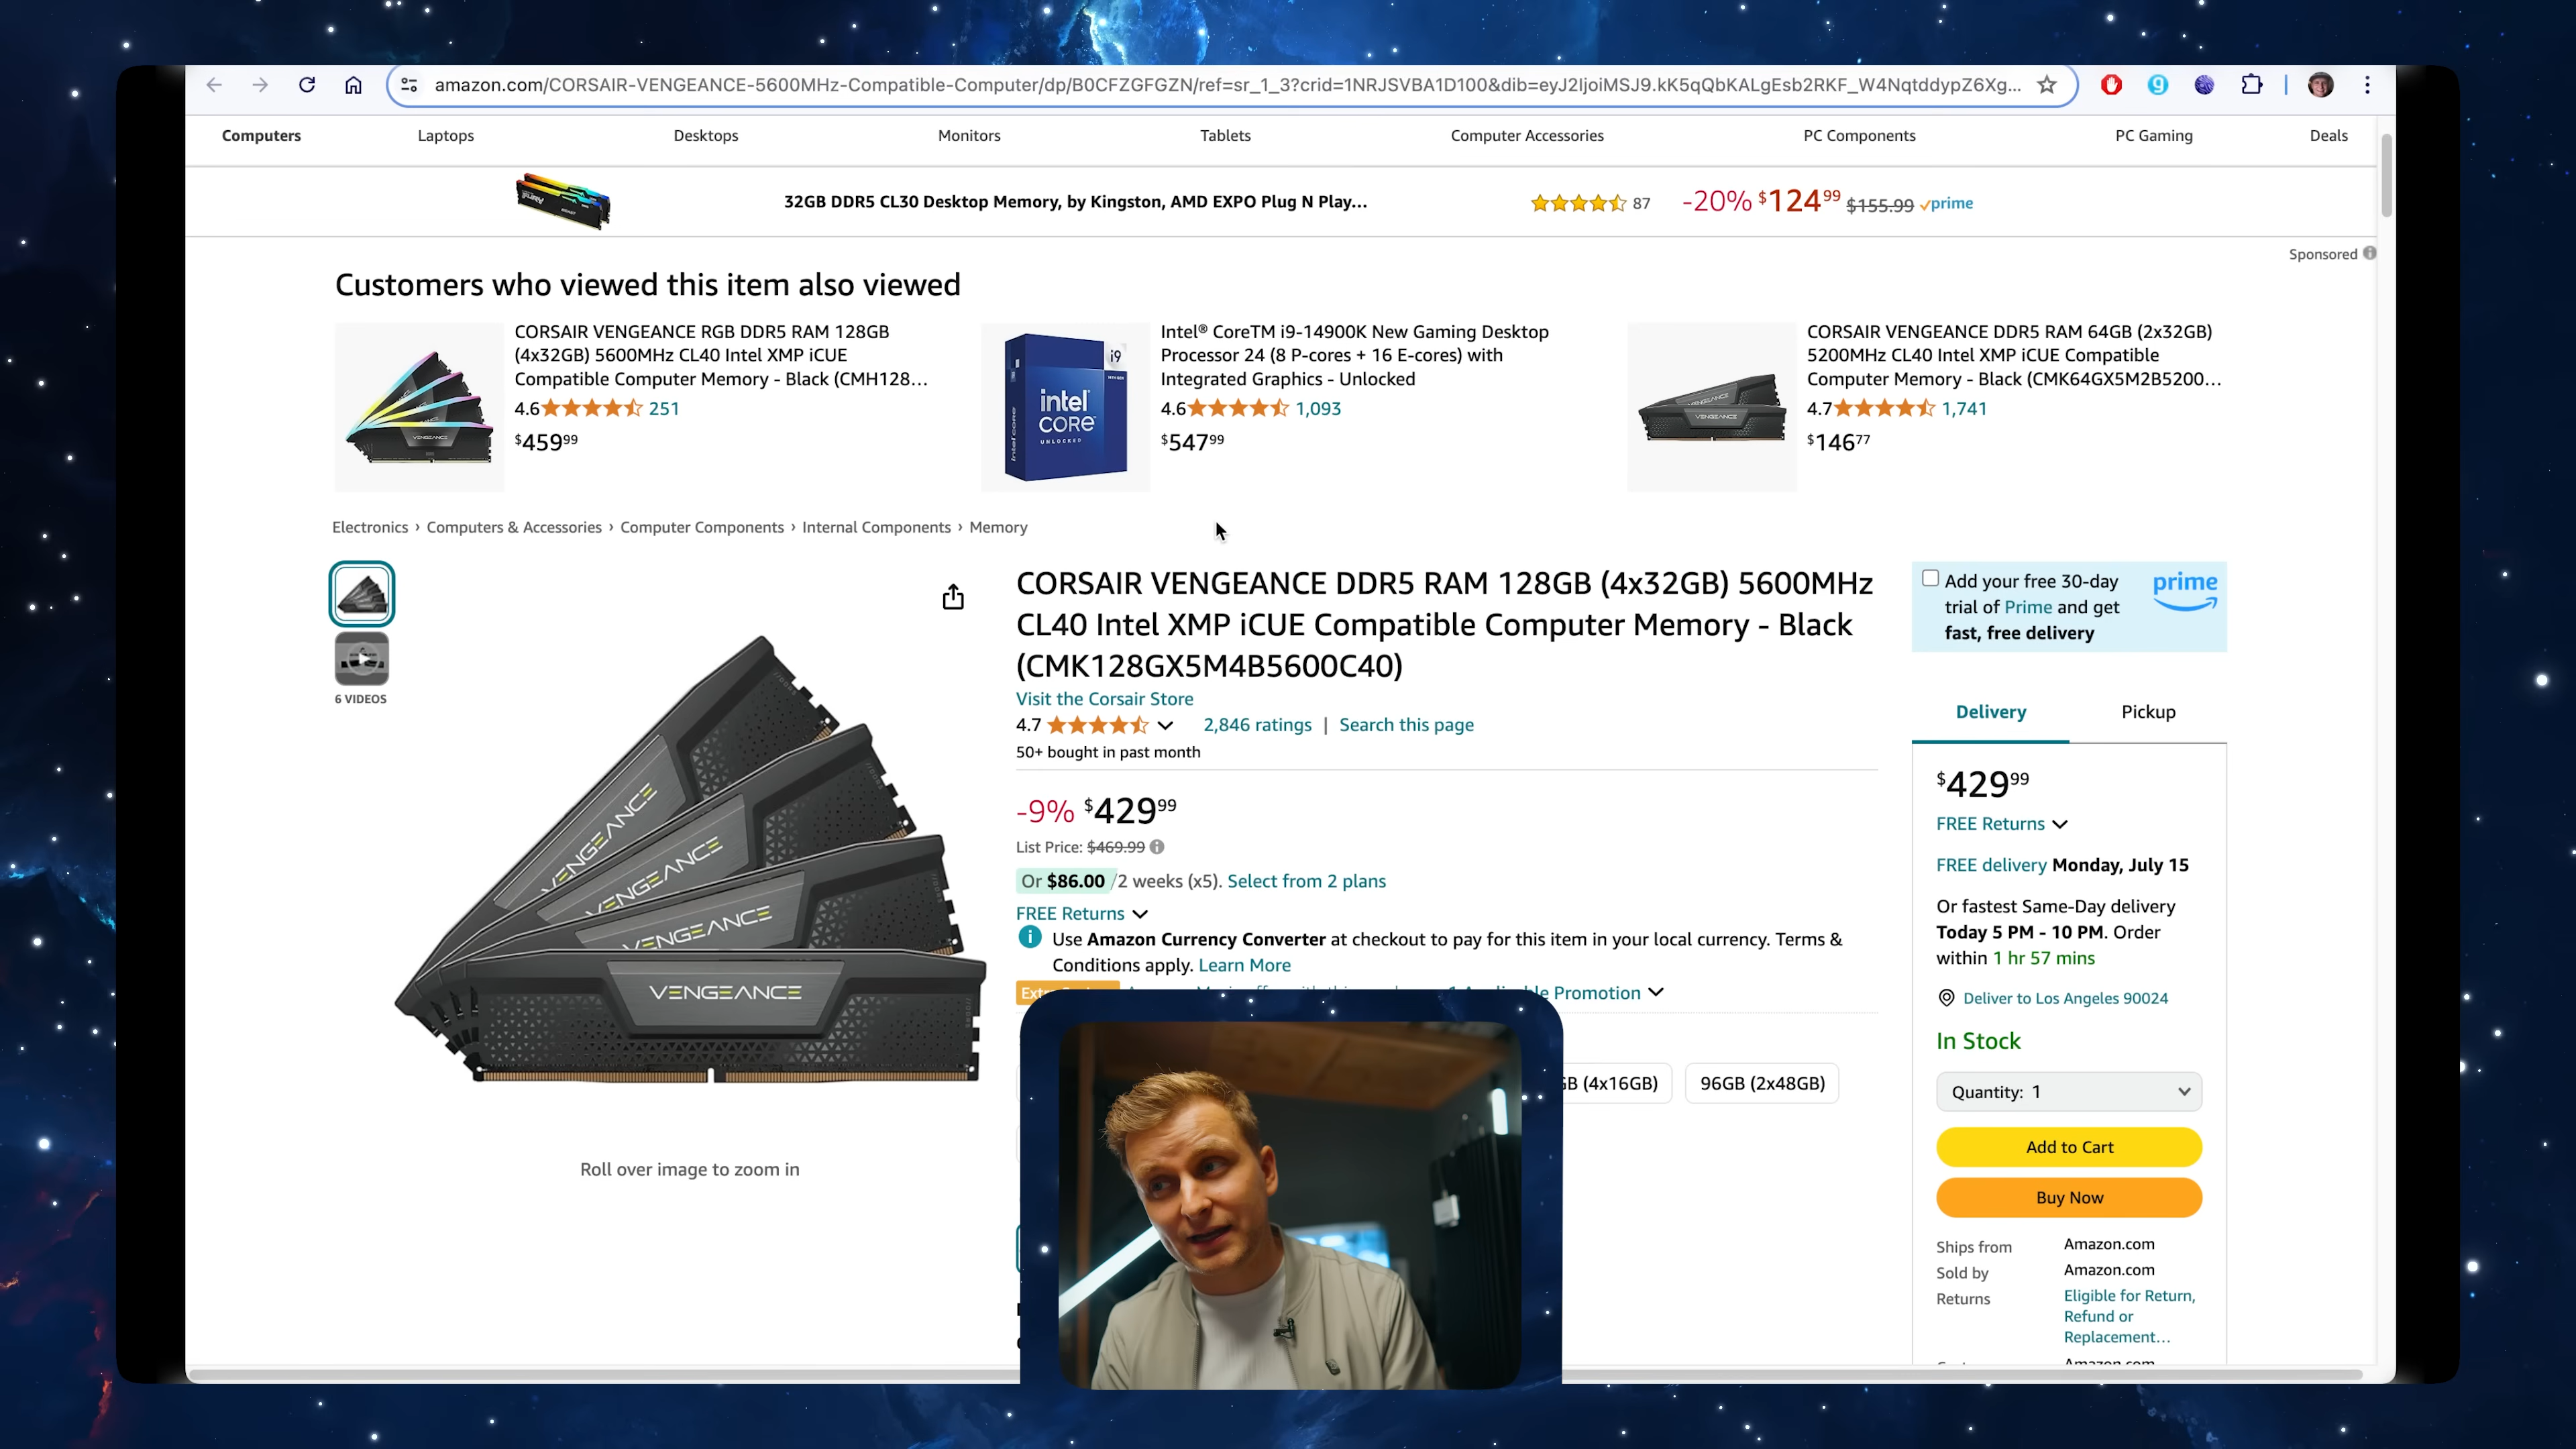 amazon.com/CORSAIR-VENGEANCE-5600MHz-Compatible-Computer/dp/B0CFZGFGZN/ref=sr_1_3?crid=1NRJSVBA1D100&dib=eyJ2IjoiMSJ9.kK5qQbKALgEsb2RKF_W4NqtddypZ6Xg...
Computers Laptops Desktops Monitors Tablets Computer Accessories PC Components PC Gaming Deals
32GB DDR5 CL30 Desktop Memory, by Kingston, AMD EXPO Plug N Play... 87 -20% $124 99 $155.99 prime
Sponsored
Customers who viewed this item also viewed
CORSAIR VENGEANCE RGB DDR5 RAM 128GB
(4x32GB) 5600MHz CL40 Intel XMP iCUE
Compatible Computer Memory - Black (CMH128...
4.6 251
$459 99
intel
CORE
UNLOCKED
i9
Intel® CoreTM i9-14900K New Gaming Desktop
Processor 24 (8 P-cores + 16 E-cores) with
Integrated Graphics - Unlocked
4.6 1,093
$547 99
CORSAIR VENGEANCE DDR5 RAM 64GB (2x32GB)
5200MHz CL40 Intel XMP iCUE Compatible
Computer Memory - Black (CMK64GX5M2B5200...
4.7 1,741
$146 77
Electronics › Computers & Accessories › Computer Components › Internal Components › Memory
6 VIDEOS
VENGEANCE
VENGEANCE
VENGEANCE
VENGEANCE
Roll over image to zoom in
CORSAIR VENGEANCE DDR5 RAM 128GB (4x32GB) 5600MHz
CL40 Intel XMP iCUE Compatible Computer Memory - Black
(CMK128GX5M4B5600C40)
Visit the Corsair Store
4.7 2,846 ratings | Search this page
50+ bought in past month
-9% $429 99
List Price: $469.99
Or $86.00 /2 weeks (x5). Select from 2 plans
FREE Returns
Use Amazon Currency Converter at checkout to pay for this item in your local currency. Terms &
Conditions apply. Learn More
Promotion
(4x16GB) 96GB (2x48GB)
Add your free 30-day
trial of Prime and get
fast, free delivery
prime
Delivery Pickup
$429 99
FREE Returns
FREE delivery Monday, July 15
Or fastest Same-Day delivery
Today 5 PM - 10 PM. Order
within 1 hr 57 mins
Deliver to Los Angeles 90024
In Stock
Quantity: 1
Add to Cart
Buy Now
Ships from Amazon.com
Sold by Amazon.com
Returns Eligible for Return,
Refund or
Replacement...